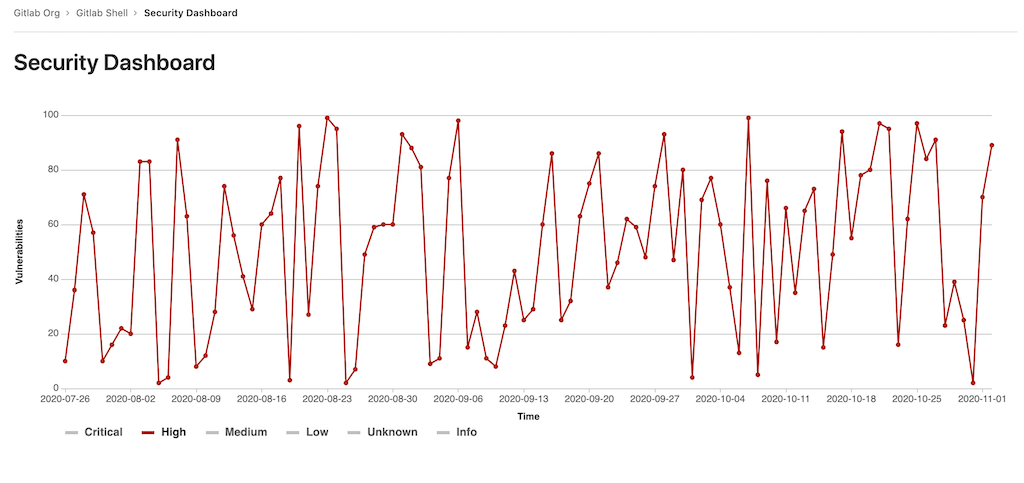 Gitlab Org › Gitlab Shell › Security Dashboard
Security Dashboard
100
80
60
40
20
0
Vulnerabilities
2020-07-26 2020-08-02 2020-08-09 2020-08-16 2020-08-23 2020-08-30 2020-09-06 2020-09-13 2020-09-20 2020-09-27 2020-10-04 2020-10-11 2020-10-18 2020-10-25 2020-11-01
Time
Critical High Medium Low Unknown Info